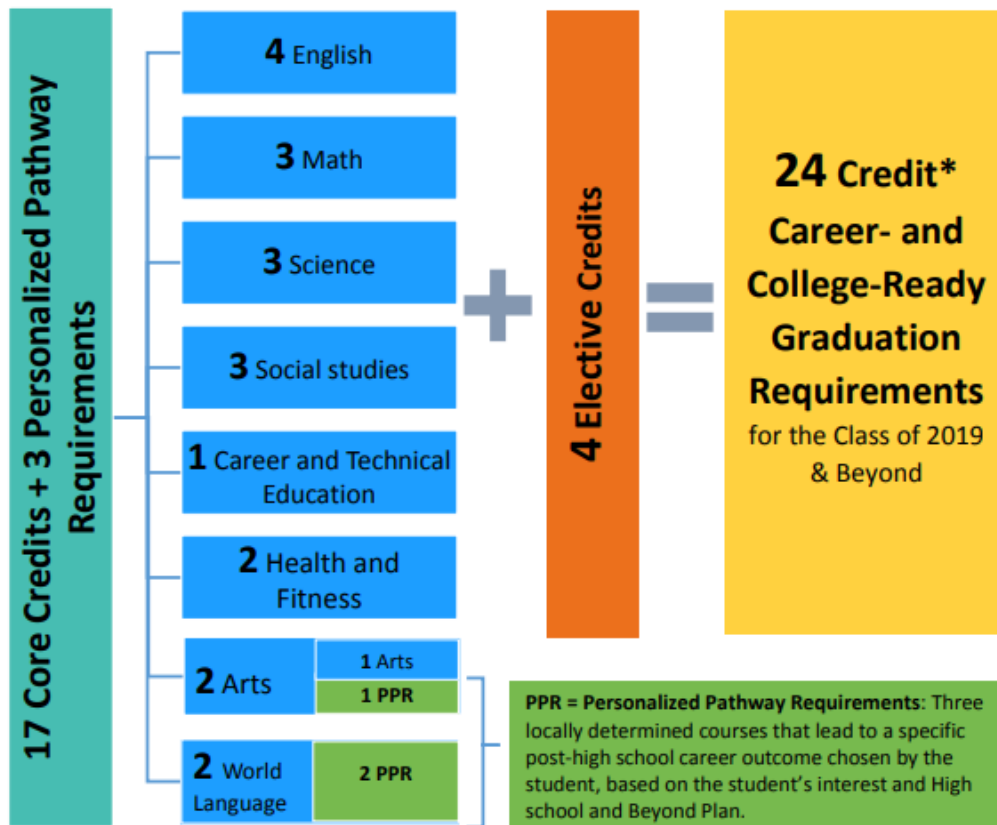 17 Core Credits + 3 Personalized Pathway
Requirements
4 English
3 Math
3 Science
3 Social studies
1 Career and Technical
Education
2 Health and
Fitness
2 Arts
1 Arts
1 PPR
2 World
Language
2 PPR
4 Elective Credits
24 Credit*
Career- and
College-Ready
Graduation
Requirements
for the Class of 2019
& Beyond
PPR = Personalized Pathway Requirements: Three
locally determined courses that lead to a specific
post-high school career outcome chosen by the
student, based on the student’s interest and High
school and Beyond Plan.